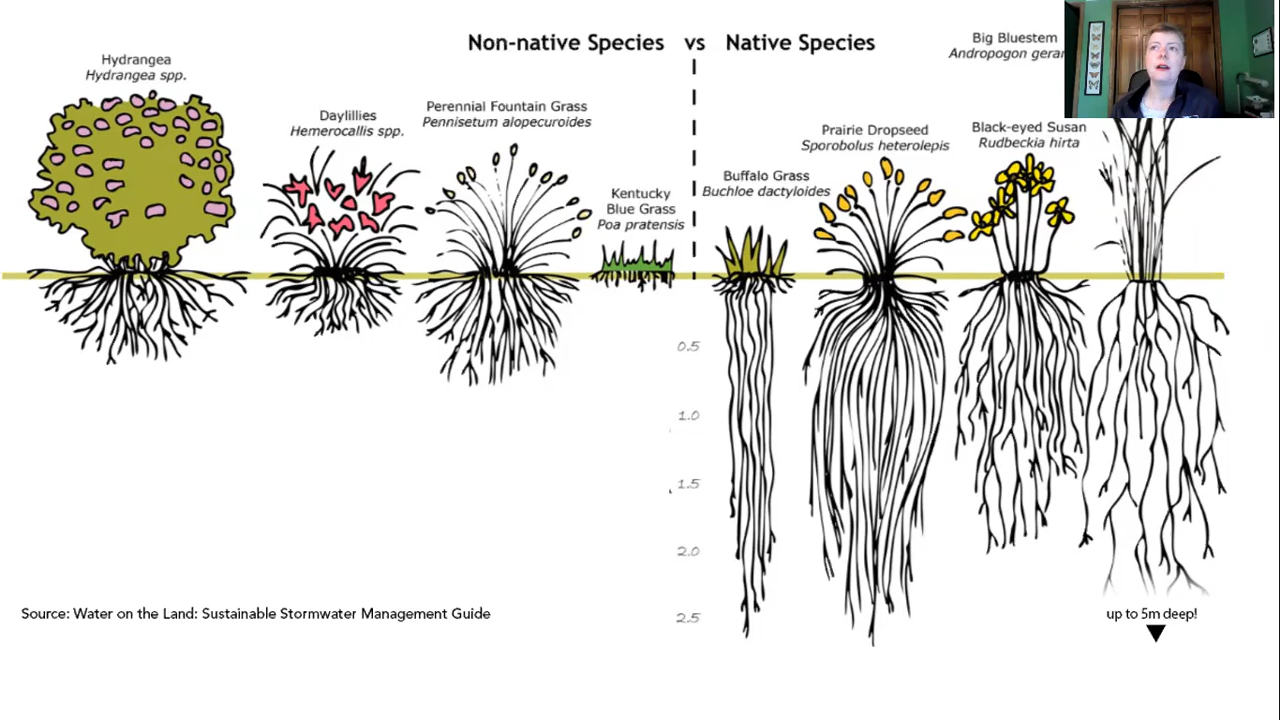 Non-native Species vs Native Species
Hydrangea
Hydrangea spp.
Daylillies
Hemerocallis spp.
Perennial Fountain Grass
Pennisetum alopecuroides
Kentucky
Blue Grass
Poa pratensis
Buffalo Grass
Buchloe dactyloides
Prairie Dropseed
Sporobolus heterolepis
Black-eyed Susan
Rudbeckia hirta
Big Bluestem
Andropogon
0.5
1.0
1.5
2.0
2.5
Source: Water on the Land: Sustainable Stormwater Management Guide
up to 5m deep!